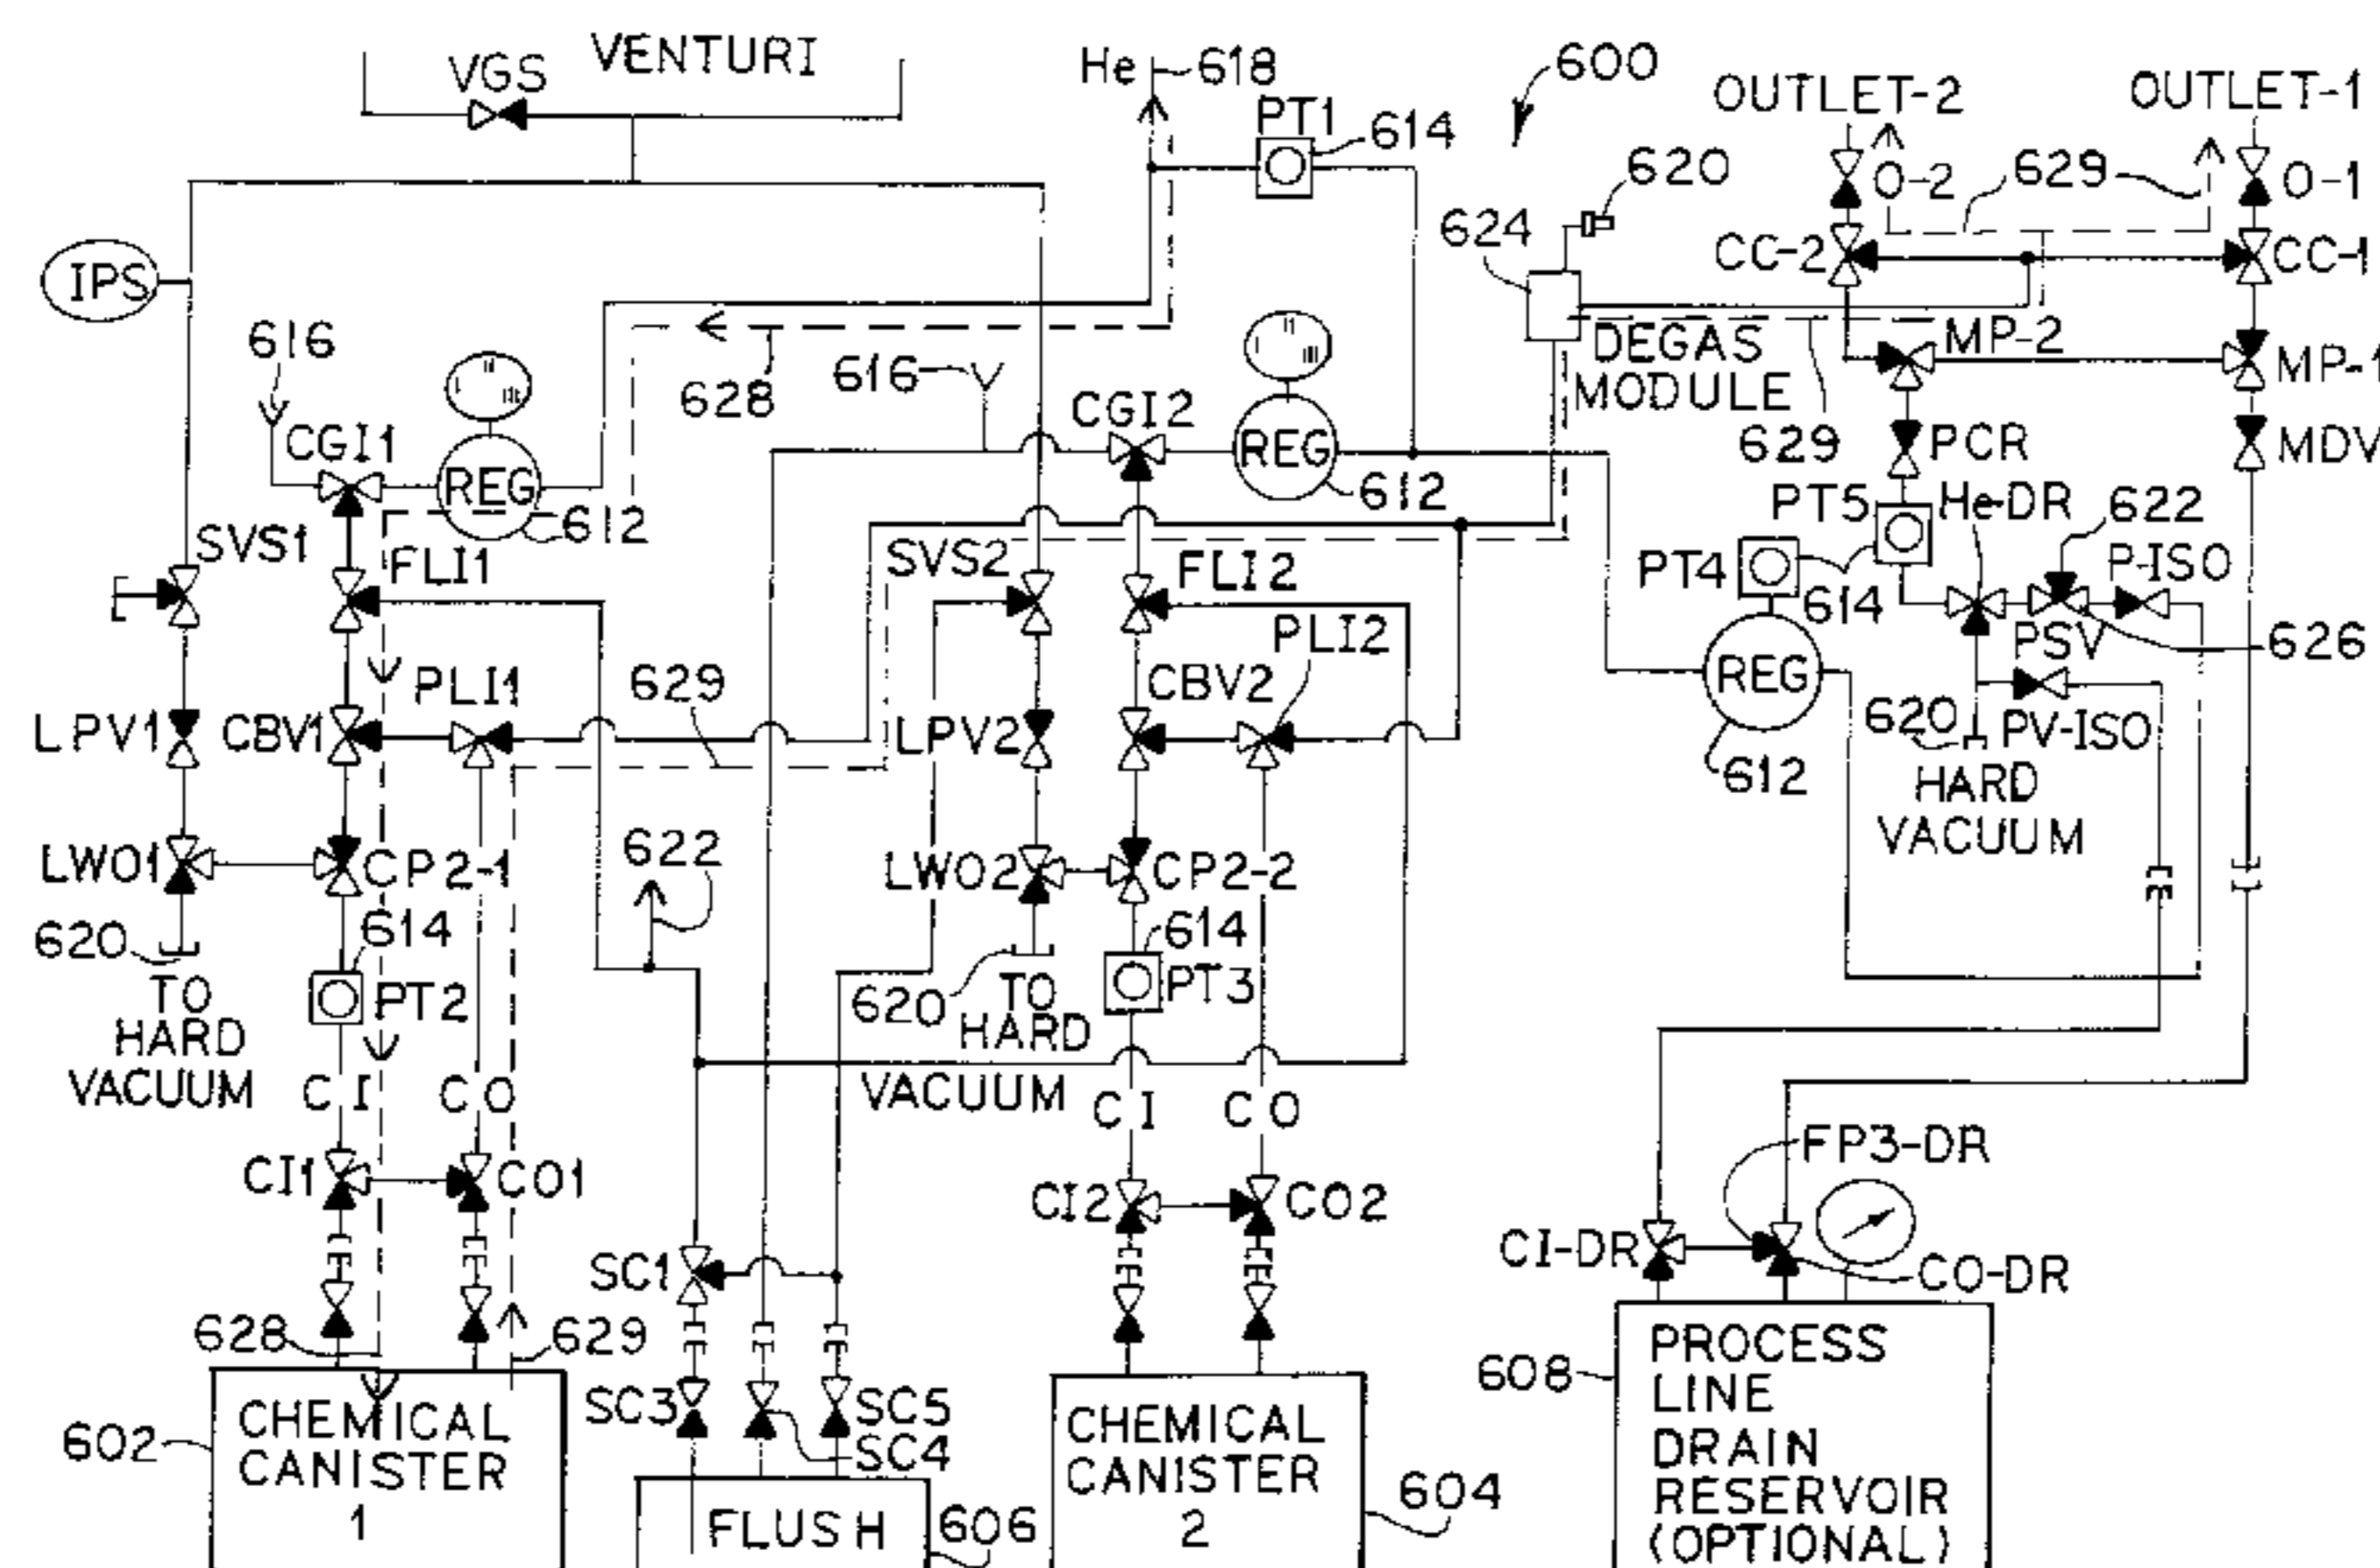 VENTURI
VGS
He
618
600
OUTLET-2
OUTLET-1
PT1
614
620
O-2
629
O-1
624
CC-2
CC-1
IPS
616
628
616
DEGAS
MODULE
MP-2
MP-1
CGI1
REG
612
CGI2
REG
612
629
PCR
MDV
SVS1
FLI1
SVS2
FLI2
PT5
He-DR
622
PT4
614
P-ISO
PLI2
PSV
626
PLI1
629
CBV2
REG
LPV1
CBV1
LPV2
612
620
PV-ISO
HARD
VACUUM
LWO1
CP2-1
622
LWO2
CP2-2
620
614
614
TO
HARD
VACUUM
PT2
620
TO
HARD
VACUUM
PT3
CI
CO
CI
CO
FP3-DR
CI1
CO1
CI2
CO2
SC1
CI-DR
CO-DR
628
629
608
PROCESS
LINE
DRAIN
RESERVOIR
(OPTIONAL)
SC3
SC5
SC4
602
CHEMICAL
CANISTER
1
FLUSH
606
CHEMICAL
CANISTER
2
604